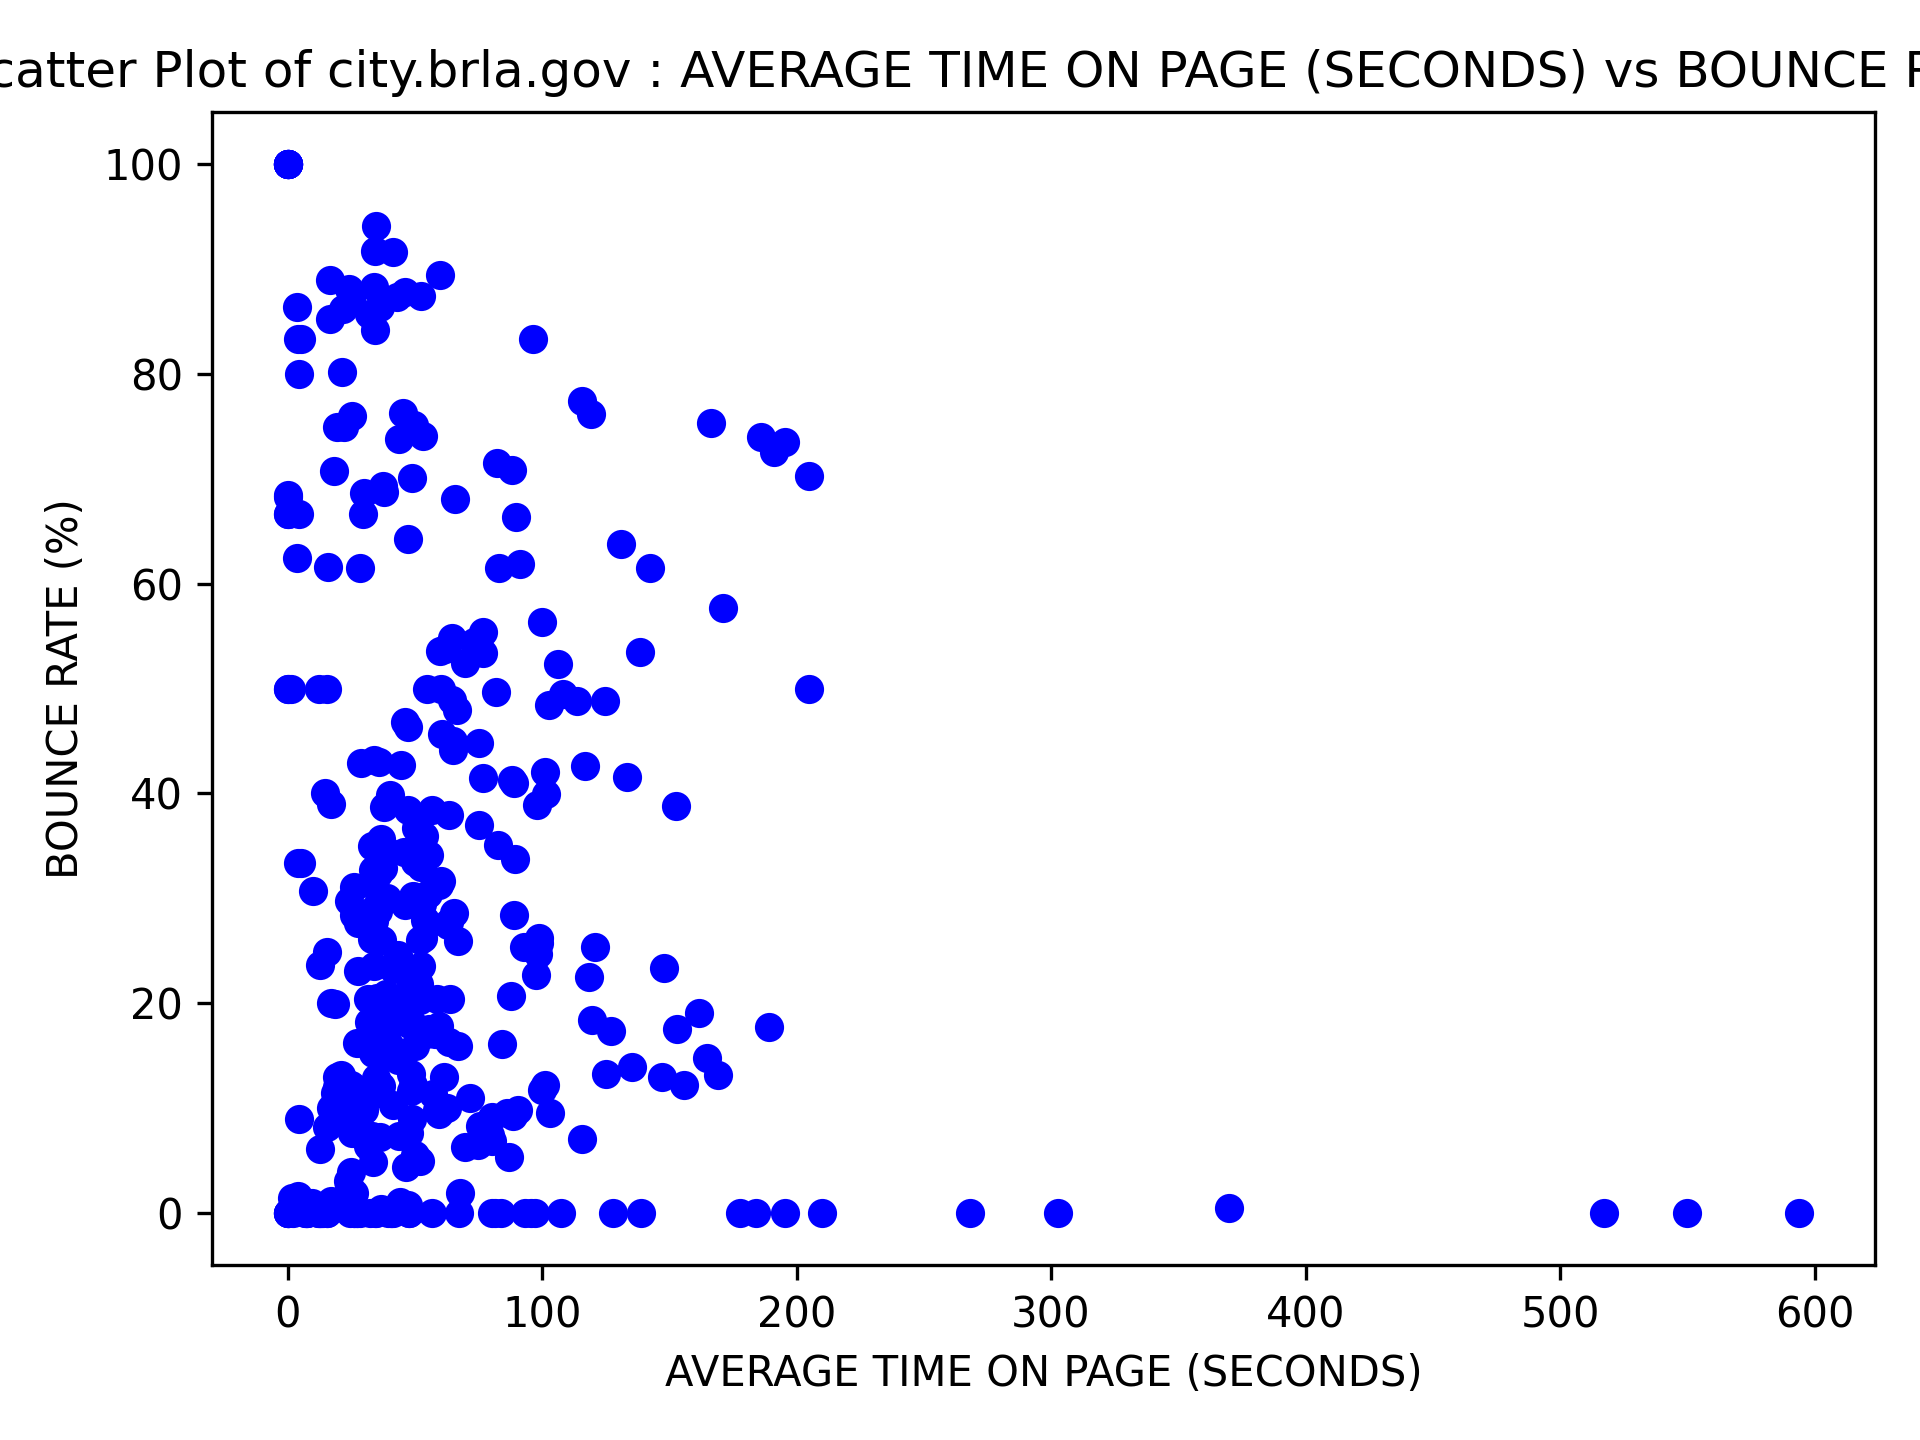 catter Plot of city.brla.gov : AVERAGE TIME ON PAGE (SECONDS) vs BOUNCE
100
80
60
40
20
0
BOUNCE RATE (%)
0 100 200 300 400 500 600
AVERAGE TIME ON PAGE (SECONDS)